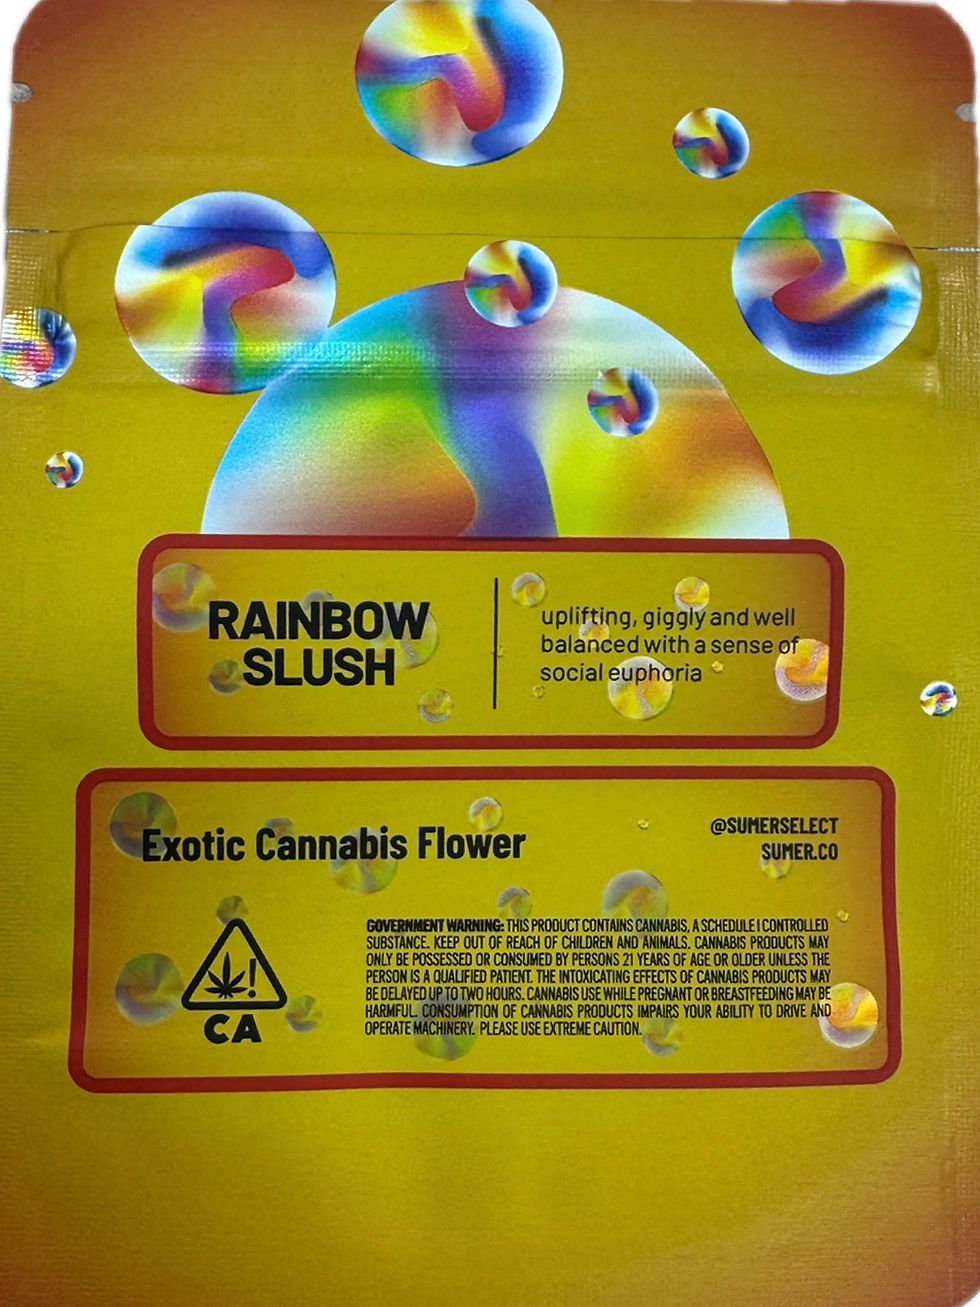 RAINBOW
SLUSH
uplifting, giggly and well
balanced with a sense of
social euphoria
Exotic Cannabis Flower
@SUMERSELECT
SUMER.CO
CA
GOVERNMENT WARNING: THIS PRODUCT CONTAINS CANNABIS, A SCHEDULE I CONTROLLED
SUBSTANCE. KEEP OUT OF REACH OF CHILDREN AND ANIMALS. CANNABIS PRODUCTS MAY
ONLY BE POSSESSED OR CONSUMED BY PERSONS 21 YEARS OF AGE OR OLDER UNLESS THE
PERSON IS A QUALIFIED PATIENT. THE INTOXICATING EFFECTS OF CANNABIS PRODUCTS MAY
BE DELAYED UP TO TWO HOURS. CANNABIS USE WHILE PREGNANT OR BREASTFEEDING MAY BE
HARMFUL. CONSUMPTION OF CANNABIS PRODUCTS IMPAIRS YOUR ABILITY TO DRIVE AND
OPERATE MACHINERY. PLEASE USE EXTREME CAUTION.